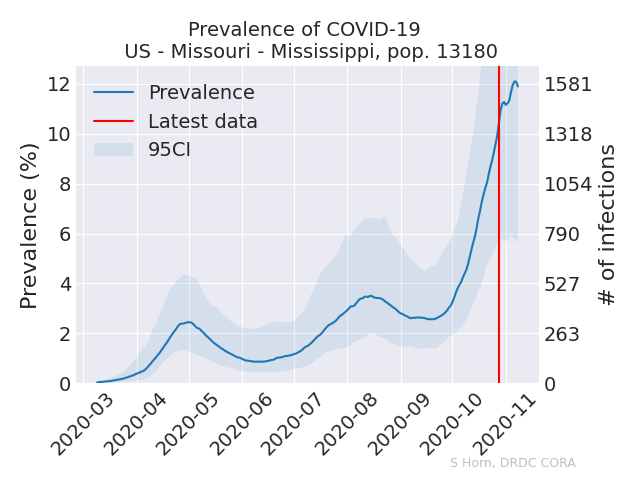 Prevalence of COVID-19
US - Missouri - Mississippi, pop. 13180
Prevalence
Latest data
95CI
Prevalence (%)
12
10
8
6
4
2
0
1581
1318
1054
790
527
263
0
# of infections
2020-03
2020-04
2020-05
2020-06
2020-07
2020-08
2020-09
2020-10
2020-11
S Horn, DRDC CORA